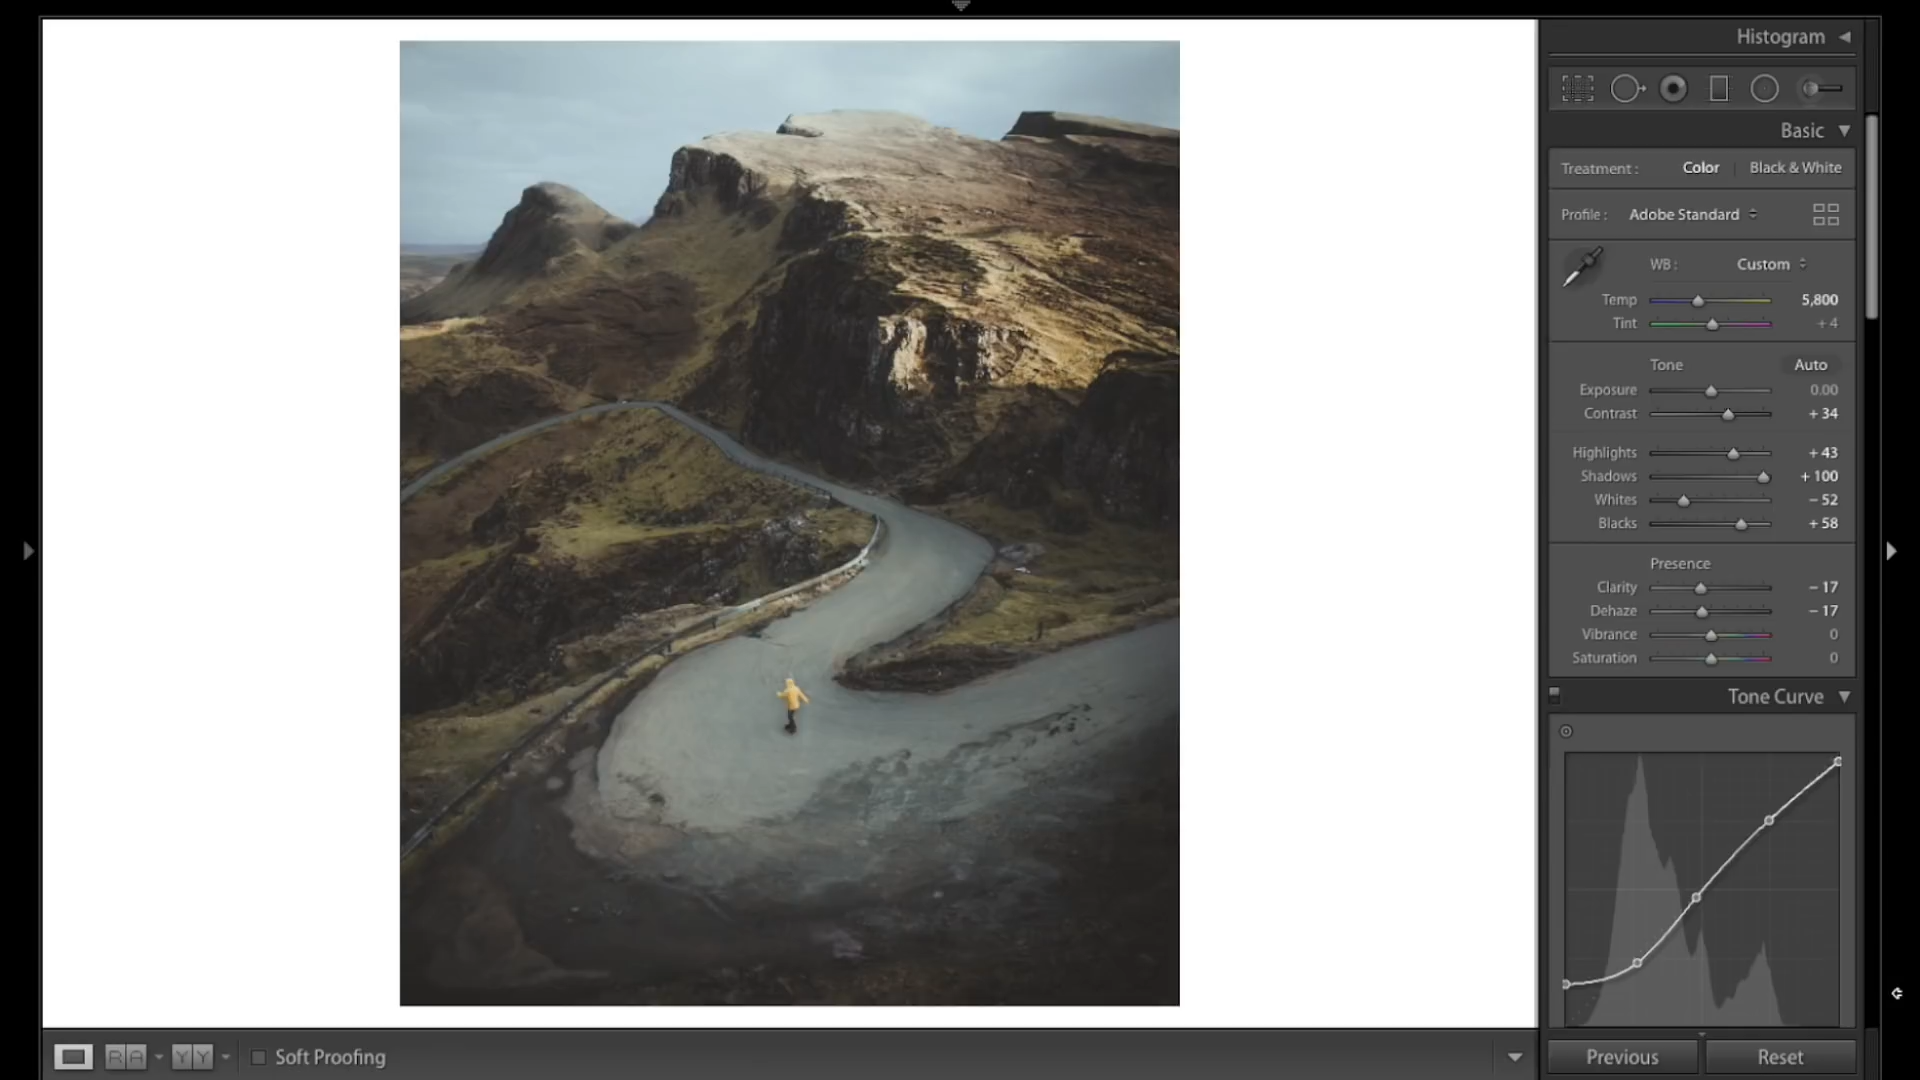 Histogram
Basic
Treatment : Color Black & White
Profile : Adobe Standard
WB : Custom
Temp 5,800
Tint + 4
Tone Auto
Exposure 0.00
Contrast + 34
Highlights + 43
Shadows + 100
Whites − 52
Blacks + 58
Presence
Clarity − 17
Dehaze − 17
Vibrance 0
Saturation 0
Tone Curve
R A Y Y Soft Proofing Previous Reset